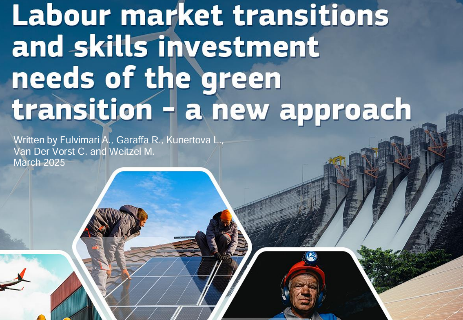 Labour market transitions
and skills investment
needs of the green
transition - a new approach
Written by Fulvimari A., Garaffa R., Kunertova L.,
Van Der Vorst C. and Weitzel M.
March 2025